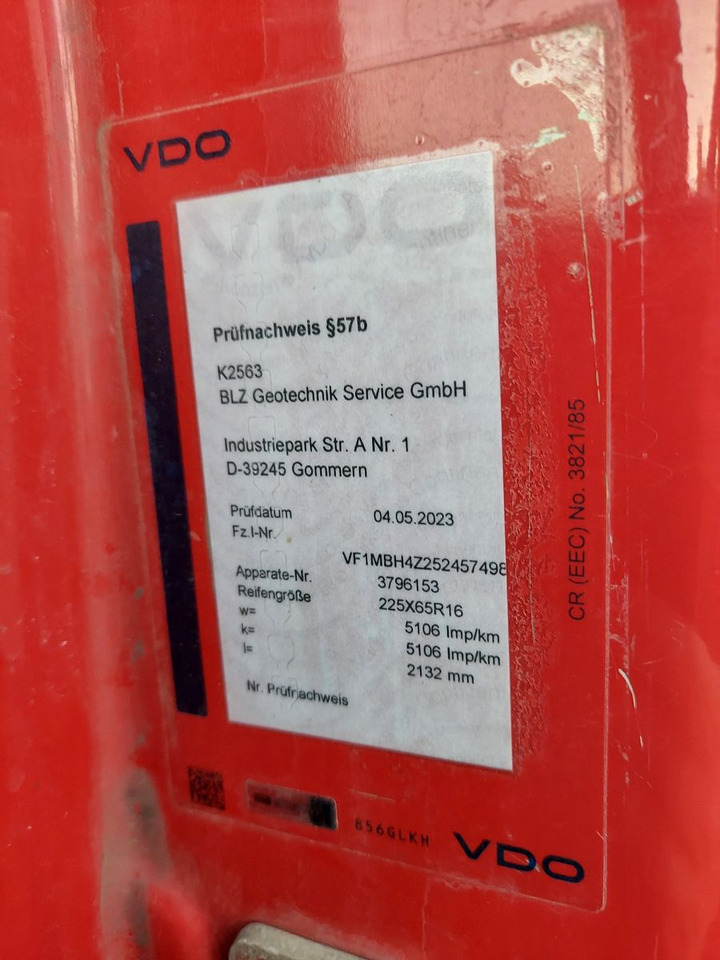 VDO
VDO
Prüfnachweis §57b
K2563
BLZ Geotechnik Service GmbH
Industriepark Str. A Nr. 1
D-39245 Gommern
Prüfdatum 04.05.2023
Fz.I-Nr.
VF1MBH4Z252457498
Apparate-Nr. 3796153
Reifengröße 225X65R16
w= 5106 Imp/km
k= 5106 Imp/km
l= 2132 mm
Nr. Prüfnachweis
CR (EEC) No. 3821/85
856GLKH
VDO